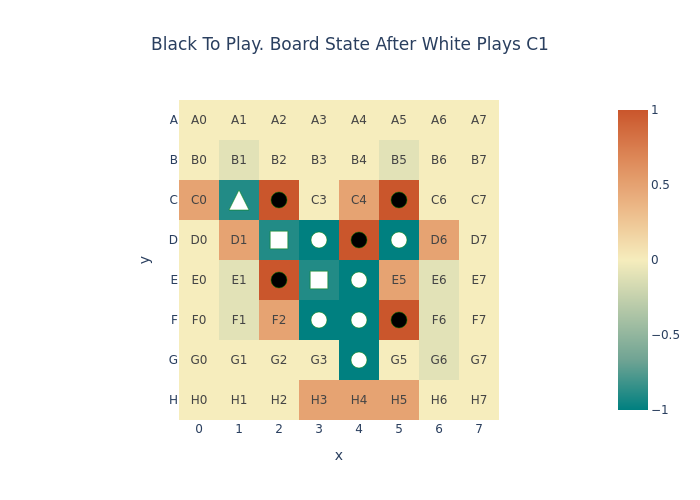 Black To Play. Board State After White Plays C1
A A0 A1 A2 A3 A4 A5 A6 A7
B B0 B1 B2 B3 B4 B5 B6 B7
C C0 C3 C4 C6 C7
D D0 D1 D6 D7
E E0 E1 E5 E6 E7
F F0 F1 F2 F6 F7
G G0 G1 G2 G3 G5 G6 G7
H H0 H1 H2 H3 H4 H5 H6 H7
0 1 2 3 4 5 6 7
x
y
1
0.5
0
−0.5
−1